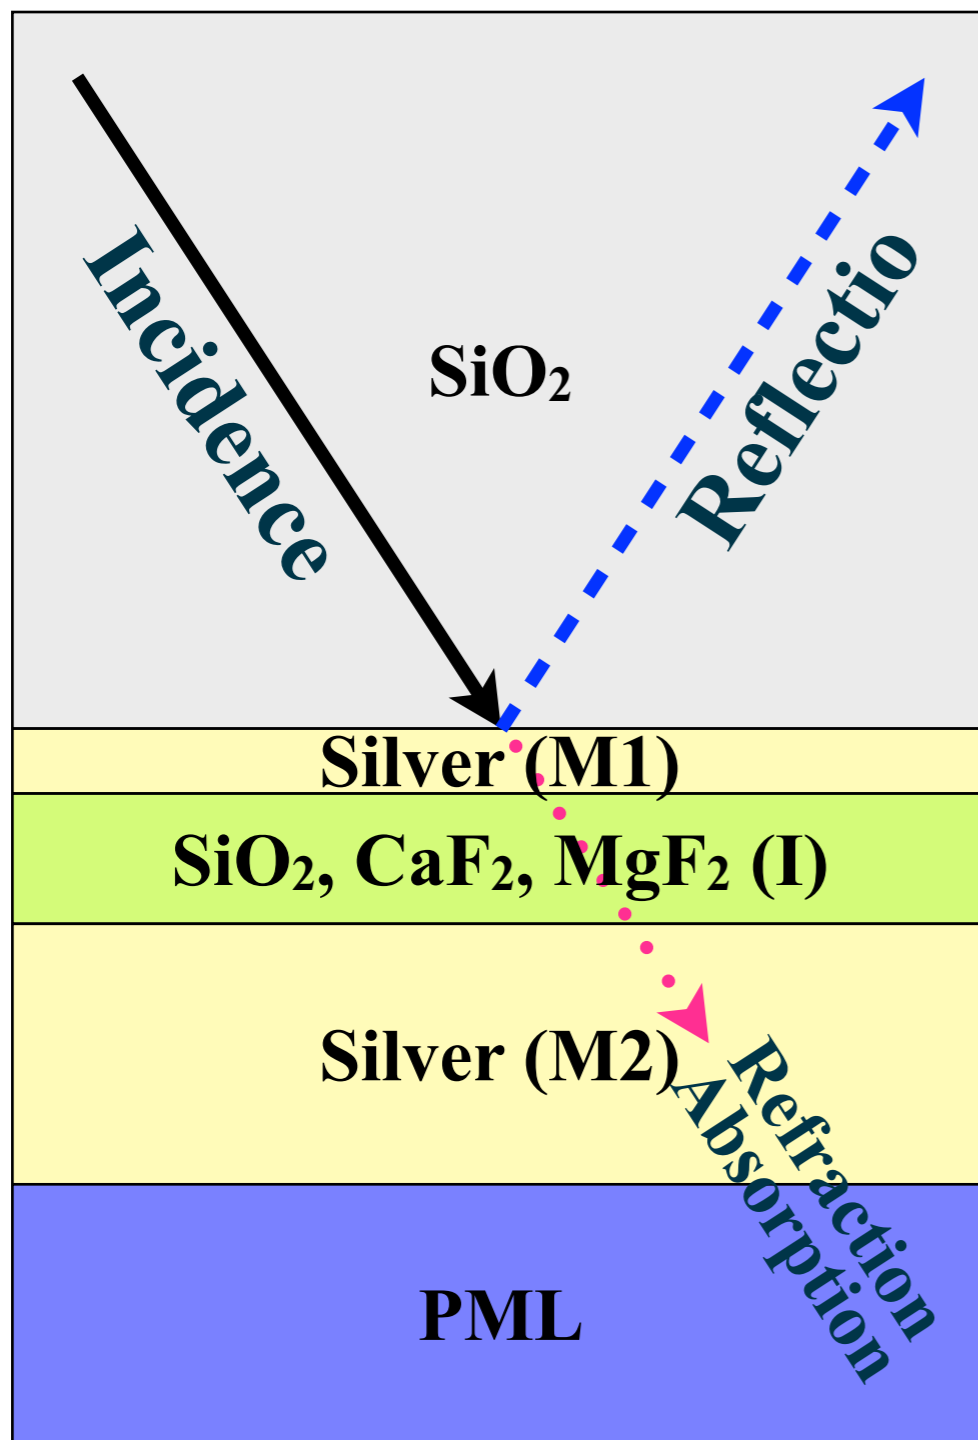 Incidence
Reflectio
SiO₂
Silver (M1)
SiO₂, CaF₂, MgF₂ (I)
Silver (M2)
Refraction
Absorption
PML